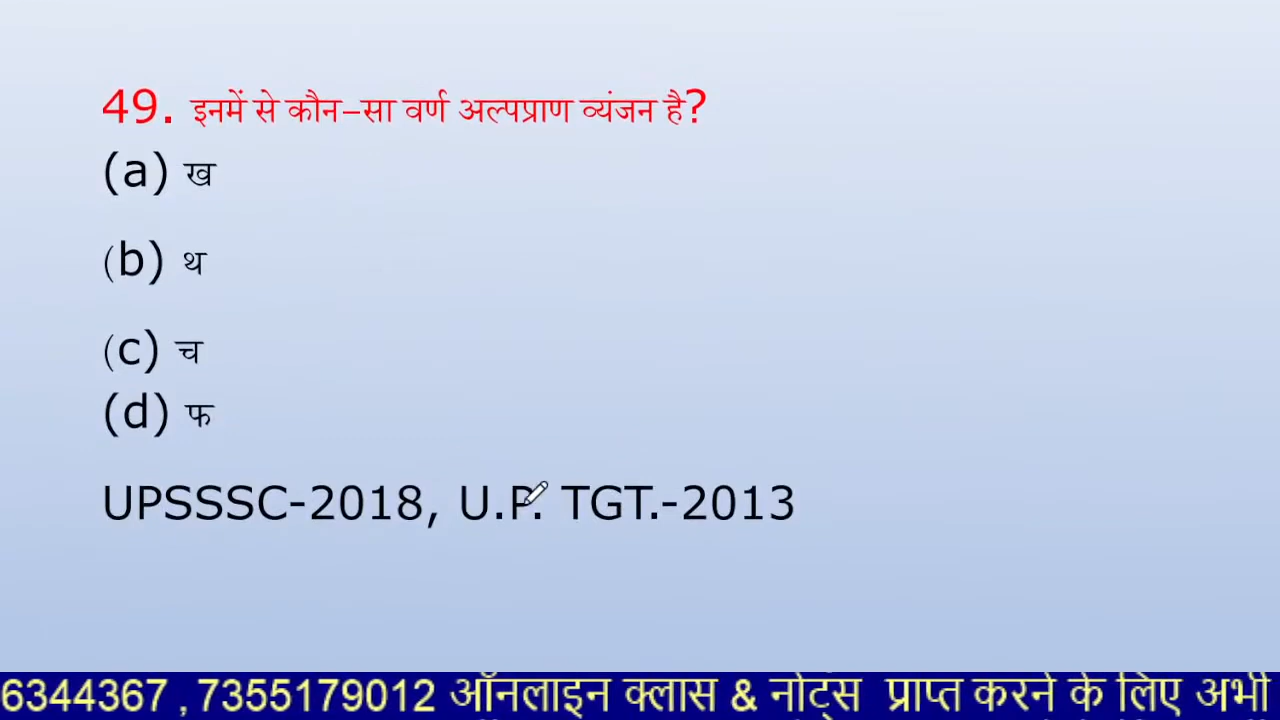 49. इनमें से कौन-सा वर्ण अल्पप्राण व्यंजन है?
(a) ख
(b) थ
(c) च
(d) फ
UPSSSC-2018, U.P. TGT.-2013
6344367 ,7355179012 ऑनलाइन क्लास & नोट्स प्राप्त करने के लिए अभी